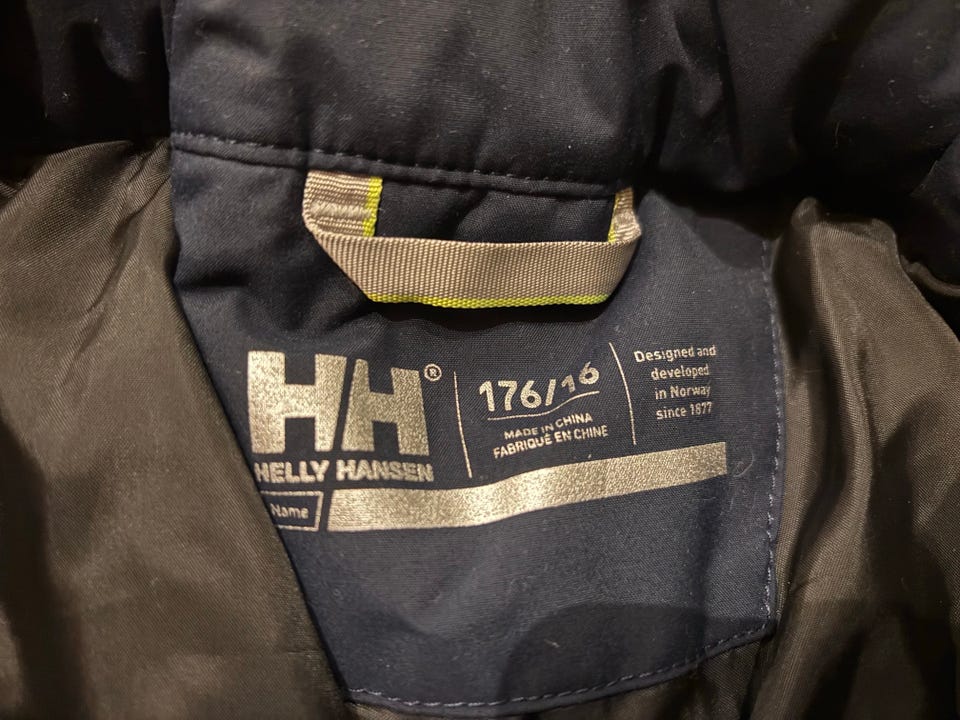 HH®
HELLY HANSEN
Name
176/16
MADE IN CHINA
FABRIQUÉ EN CHINE
Designed and
developed
in Norway
since 1877